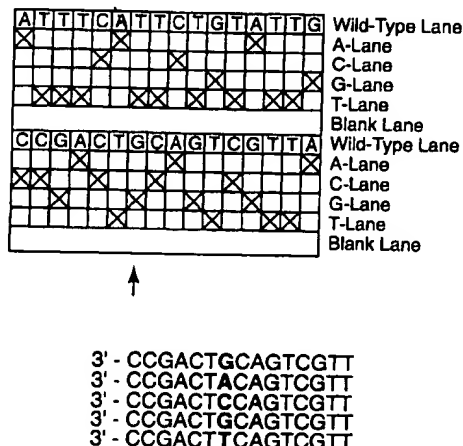 ATTTCATTCTGTATTG Wild-Type Lane
A-Lane
C-Lane
G-Lane
T-Lane
Blank Lane
CCGACTGCAGTCGTTA Wild-Type Lane
A-Lane
C-Lane
G-Lane
T-Lane
Blank Lane
3' - CCGACTGCAGTCGTT
3' - CCGACTACAGTCGTT
3' - CCGACTCCAGTCGTT
3' - CCGACTGCAGTCGTT
3' - CCGACTTCAGTCGTT